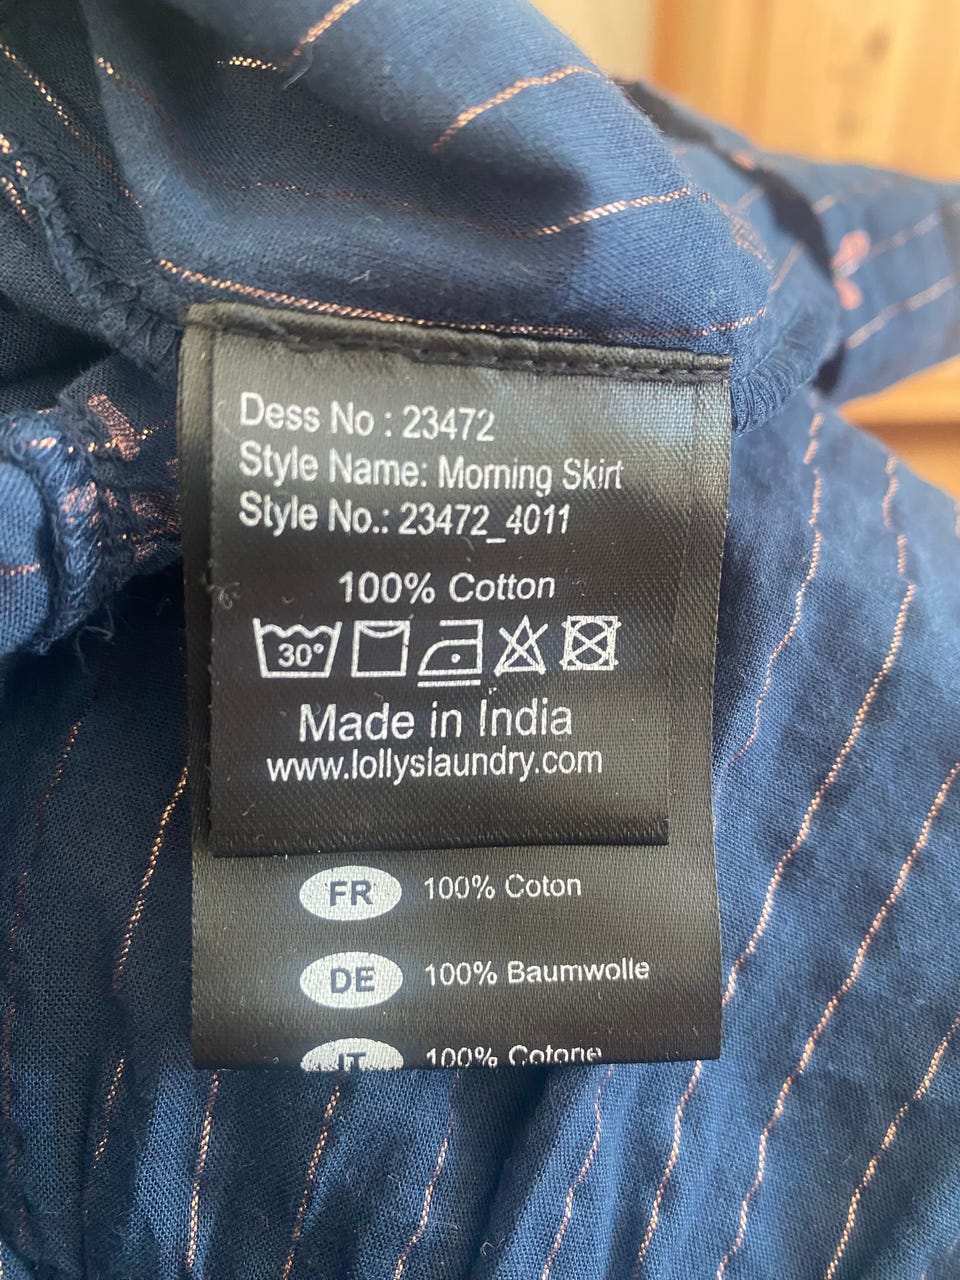 Dess No : 23472
Style Name: Morning Skirt
Style No.: 23472_4011
100% Cotton
30°
Made in India
www.lollyslaundry.com
FR 100% Coton
DE 100% Baumwolle
IT 100% Cotone